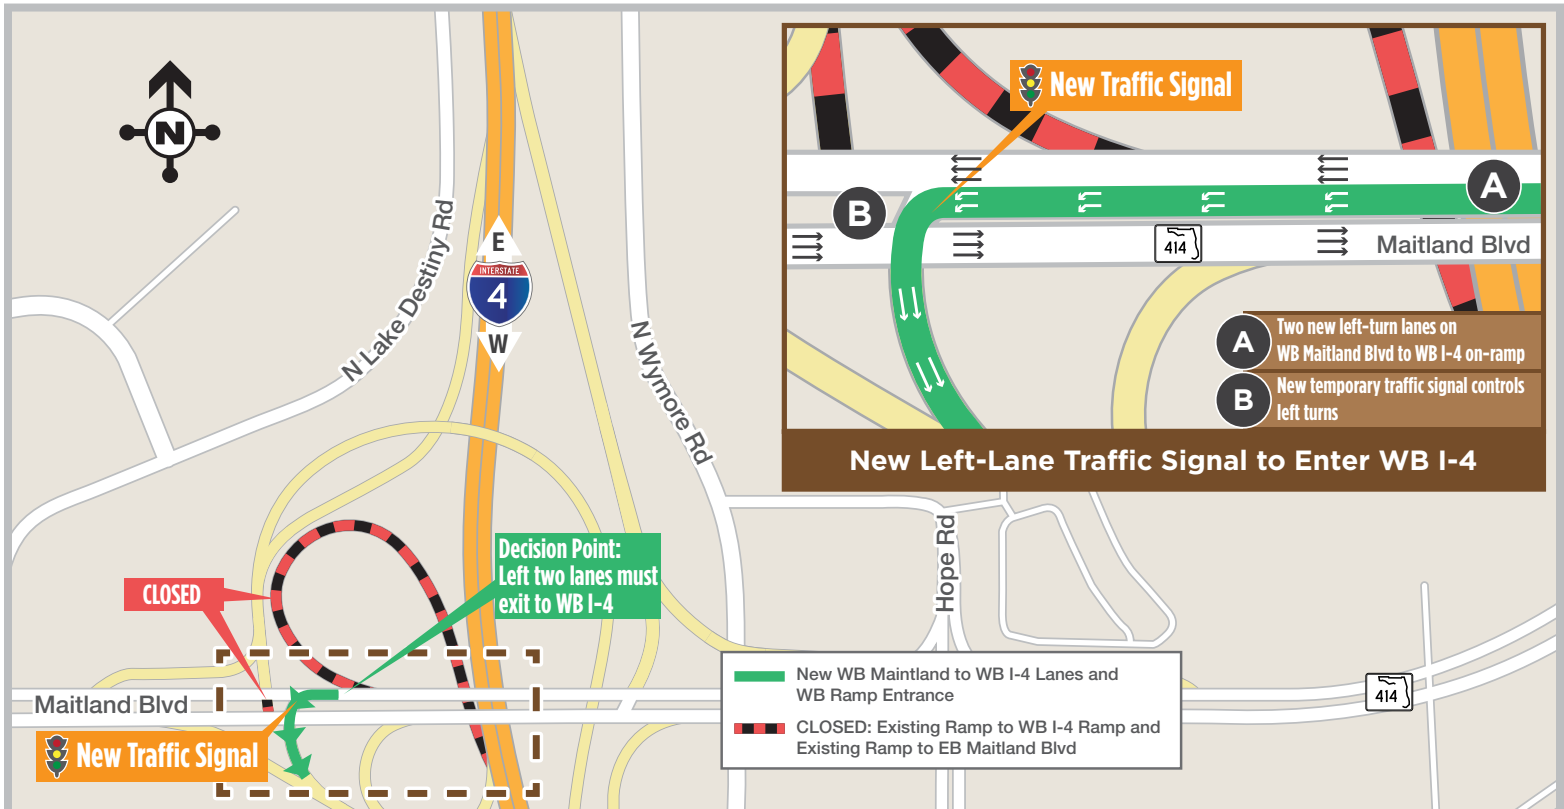 N
N Lake Destiny Rd
E
INTERSTATE
4
W
N Wymore Rd
New Traffic Signal
A
B
414
Maitland Blvd
A
Two new left-turn lanes on
WB Maitland Blvd to WB I-4 on-ramp
B
New temporary traffic signal controls
left turns
New Left-Lane Traffic Signal to Enter WB I-4
Hope Rd
Decision Point:
Left two lanes must
exit to WB I-4
CLOSED
Maitland Blvd
New Traffic Signal
New WB Maintland to WB I-4 Lanes and
WB Ramp Entrance
CLOSED: Existing Ramp to WB I-4 Ramp and
Existing Ramp to EB Maitland Blvd
414